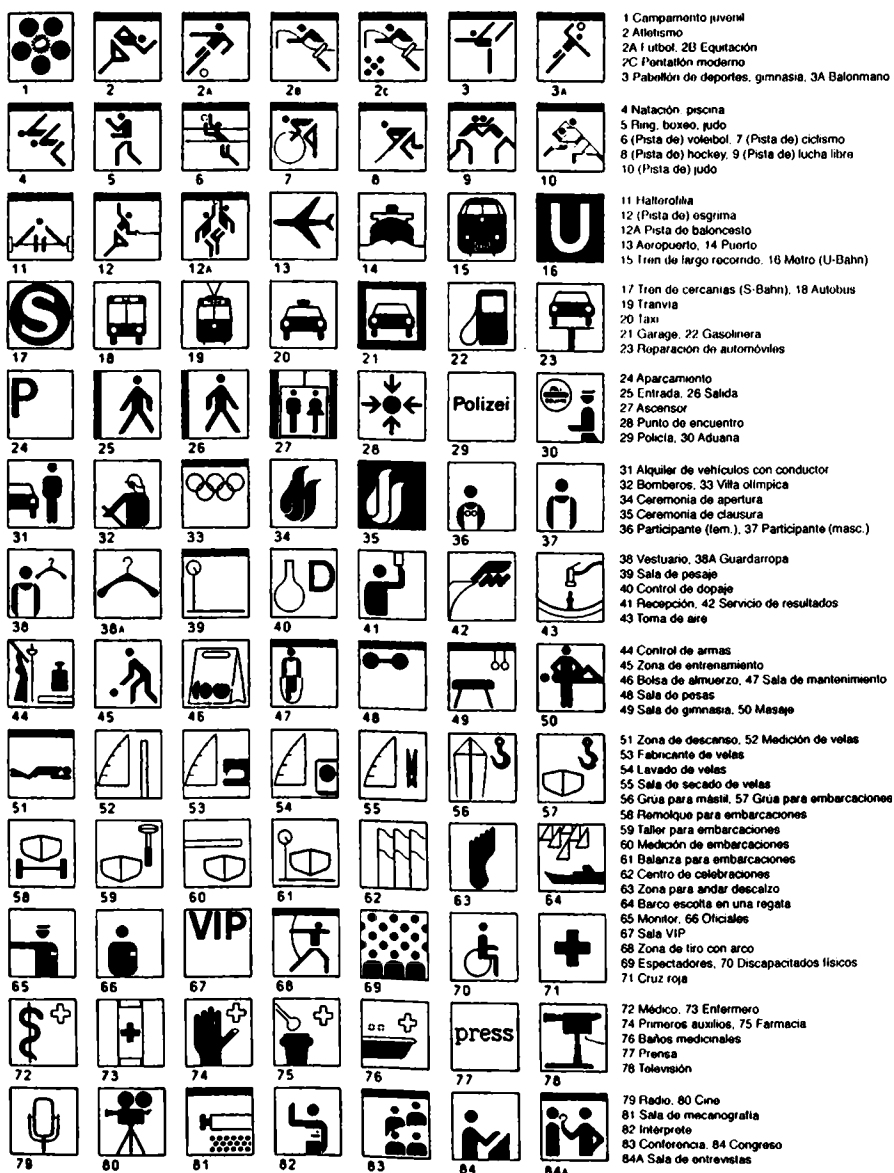 1 2 2A 2B 2C 3 3A
1 Campamento juvenil
2 Atletismo
2A Futbol, 2B Equitación
2C Pentatlón moderno
3 Pabellón de deportes, gimnasia, 3A Balonmano
4 5 6 7 8 9 10
4 Natación, piscina
5 Ring, boxeo, judo
6 (Pista de) voleibol, 7 (Pista de) ciclismo
8 (Pista de) hockey, 9 (Pista de) lucha libre
10 (Pista de) judo
U
11 12 12A 13 14 15 16
11 Halterofilia
12 (Pista de) esgrima
12A Pista de baloncesto
13 Aeropuerto, 14 Puerto
15 Tren de largo recorrido, 16 Metro (U-Bahn)
S
17 18 19 20 21 22 23
17 Tren de cercanías (S-Bahn), 18 Autobus
19 Tranvía
20 Taxi
21 Garage, 22 Gasolinera
23 Reparación de automóviles
P Polizei
24 25 26 27 28 29 30
24 Aparcamiento
25 Entrada, 26 Salida
27 Ascensor
28 Punto de encuentro
29 Policía, 30 Aduana
31 32 33 34 35 36 37
31 Alquiler de vehículos con conductor
32 Bomberos, 33 Villa olímpica
34 Ceremonia de apertura
35 Ceremonia de clausura
36 Participante (fem.), 37 Participante (masc.)
D
38 38A 39 40 41 42 43
38 Vestuario, 38A Guardarropa
39 Sala de pesaje
40 Control de dopaje
41 Recepción, 42 Servicio de resultados
43 Toma de aire
44 45 46 47 48 49 50
44 Control de armas
45 Zona de entrenamiento
46 Bolsa de almuerzo, 47 Sala de mantenimiento
48 Sala de pesas
49 Sala de gimnasia, 50 Masaje
51 52 53 54 55 56 57
51 Zona de descanso, 52 Medición de velas
53 Fabricante de velas
54 Lavado de velas
55 Sala de secado de velas
56 Grúa para mástil, 57 Grúa para embarcaciones
58 Remolque para embarcaciones
59 Taller para embarcaciones
60 Medición de embarcaciones
61 Balanza para embarcaciones
62 Centro de celebraciones
63 Zona para andar descalzo
64 Barco escolta en una regata
58 59 60 61 62 63 64
VIP
65 66 67 68 69 70 71
65 Monitor, 66 Oficiales
67 Sala VIP
68 Zona de tiro con arco
69 Espectadores, 70 Discapacitados físicos
71 Cruz roja
press
72 73 74 75 76 77 78
72 Médico, 73 Enfermero
74 Primeros auxilios, 75 Farmacia
76 Baños medicinales
77 Prensa
78 Televisión
79 80 81 82 83 84 84A
79 Radio, 80 Cine
81 Sala de mecanografía
82 Intérprete
83 Conferencia, 84 Congreso
84A Sala de entrevistas